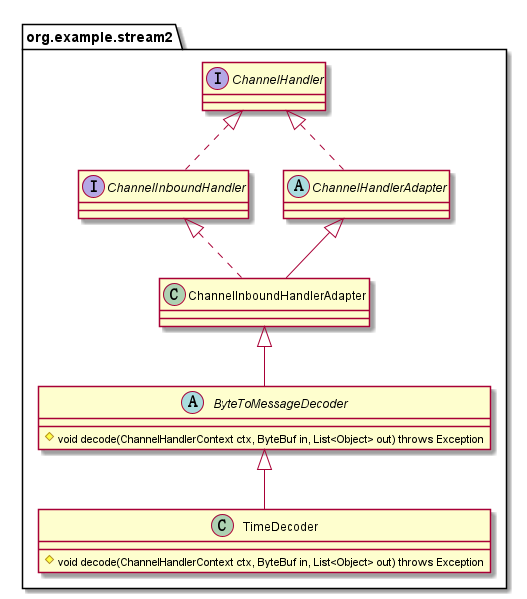 org.example.stream2
I ChannelHandler
I ChannelInboundHandler
A ChannelHandlerAdapter
C ChannelInboundHandlerAdapter
A ByteToMessageDecoder
void decode(ChannelHandlerContext ctx, ByteBuf in, List<Object> out) throws Exception
C TimeDecoder
void decode(ChannelHandlerContext ctx, ByteBuf in, List<Object> out) throws Exception